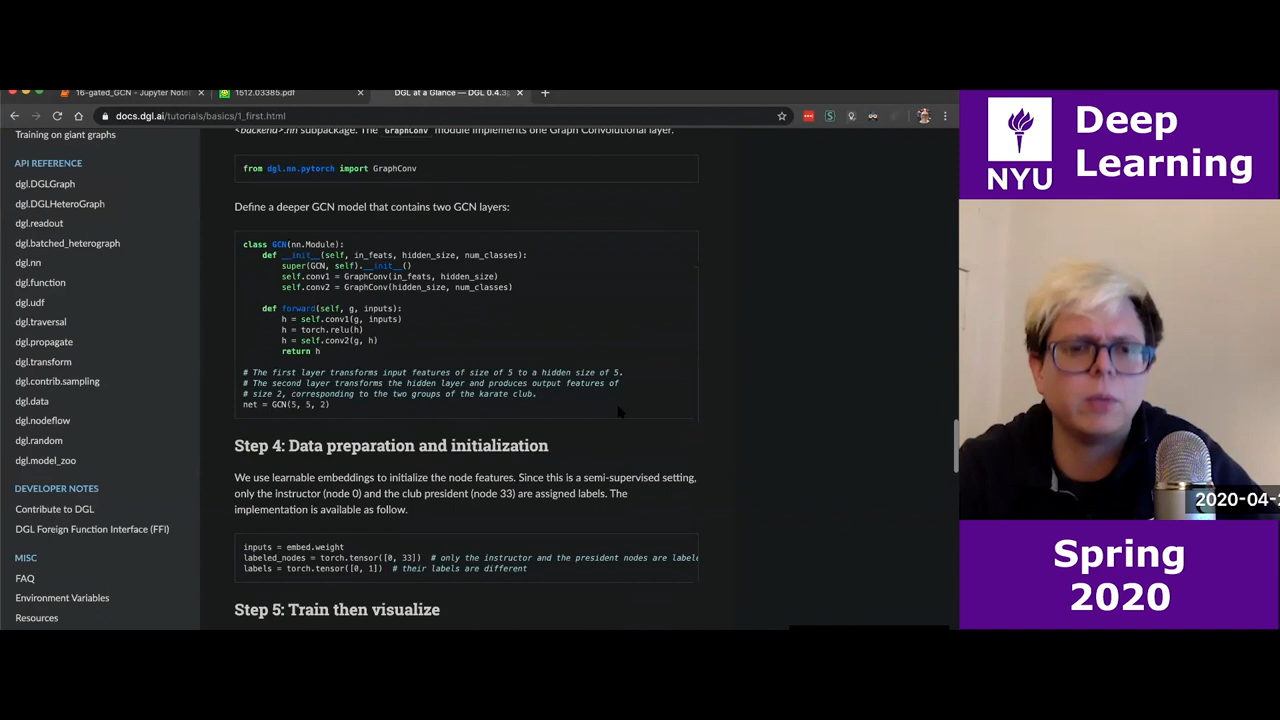 16-gated_GCN - Jupyter Note
1512.03385.pdf
DGL at a Glance — DGL 0.4.3
docs.dgl.ai/tutorials/basics/1_first.html
Training on giant graphs
API REFERENCE
dgl.DGLGraph
dgl.DGLHeteroGraph
dgl.readout
dgl.batched_heterograph
dgl.nn
dgl.function
dgl.udf
dgl.traversal
dgl.propagate
dgl.transform
dgl.contrib.sampling
dgl.data
dgl.nodeflow
dgl.random
dgl.model_zoo
DEVELOPER NOTES
Contribute to DGL
DGL Foreign Function Interface (FFI)
MISC
FAQ
Environment Variables
Resources
<backend>.nn subpackage. The GraphConv module implements one Graph Convolutional layer.
from dgl.nn.pytorch import GraphConv
Define a deeper GCN model that contains two GCN layers:
class GCN(nn.Module):
def __init__(self, in_feats, hidden_size, num_classes):
super(GCN, self).__init__()
self.conv1 = GraphConv(in_feats, hidden_size)
self.conv2 = GraphConv(hidden_size, num_classes)
def forward(self, g, inputs):
h = self.conv1(g, inputs)
h = torch.relu(h)
h = self.conv2(g, h)
return h
# The first layer transforms input features of size of 5 to a hidden size of 5.
# The second layer transforms the hidden layer and produces output features of
# size 2, corresponding to the two groups of the karate club.
net = GCN(5, 5, 2)
Step 4: Data preparation and initialization
We use learnable embeddings to initialize the node features. Since this is a semi-supervised setting,
only the instructor (node 0) and the club president (node 33) are assigned labels. The
implementation is available as follow.
inputs = embed.weight
labeled_nodes = torch.tensor([0, 33]) # only the instructor and the president nodes are labele
labels = torch.tensor([0, 1]) # their labels are different
Step 5: Train then visualize
NYU
Deep
Learning
2020-04-2
Spring
2020